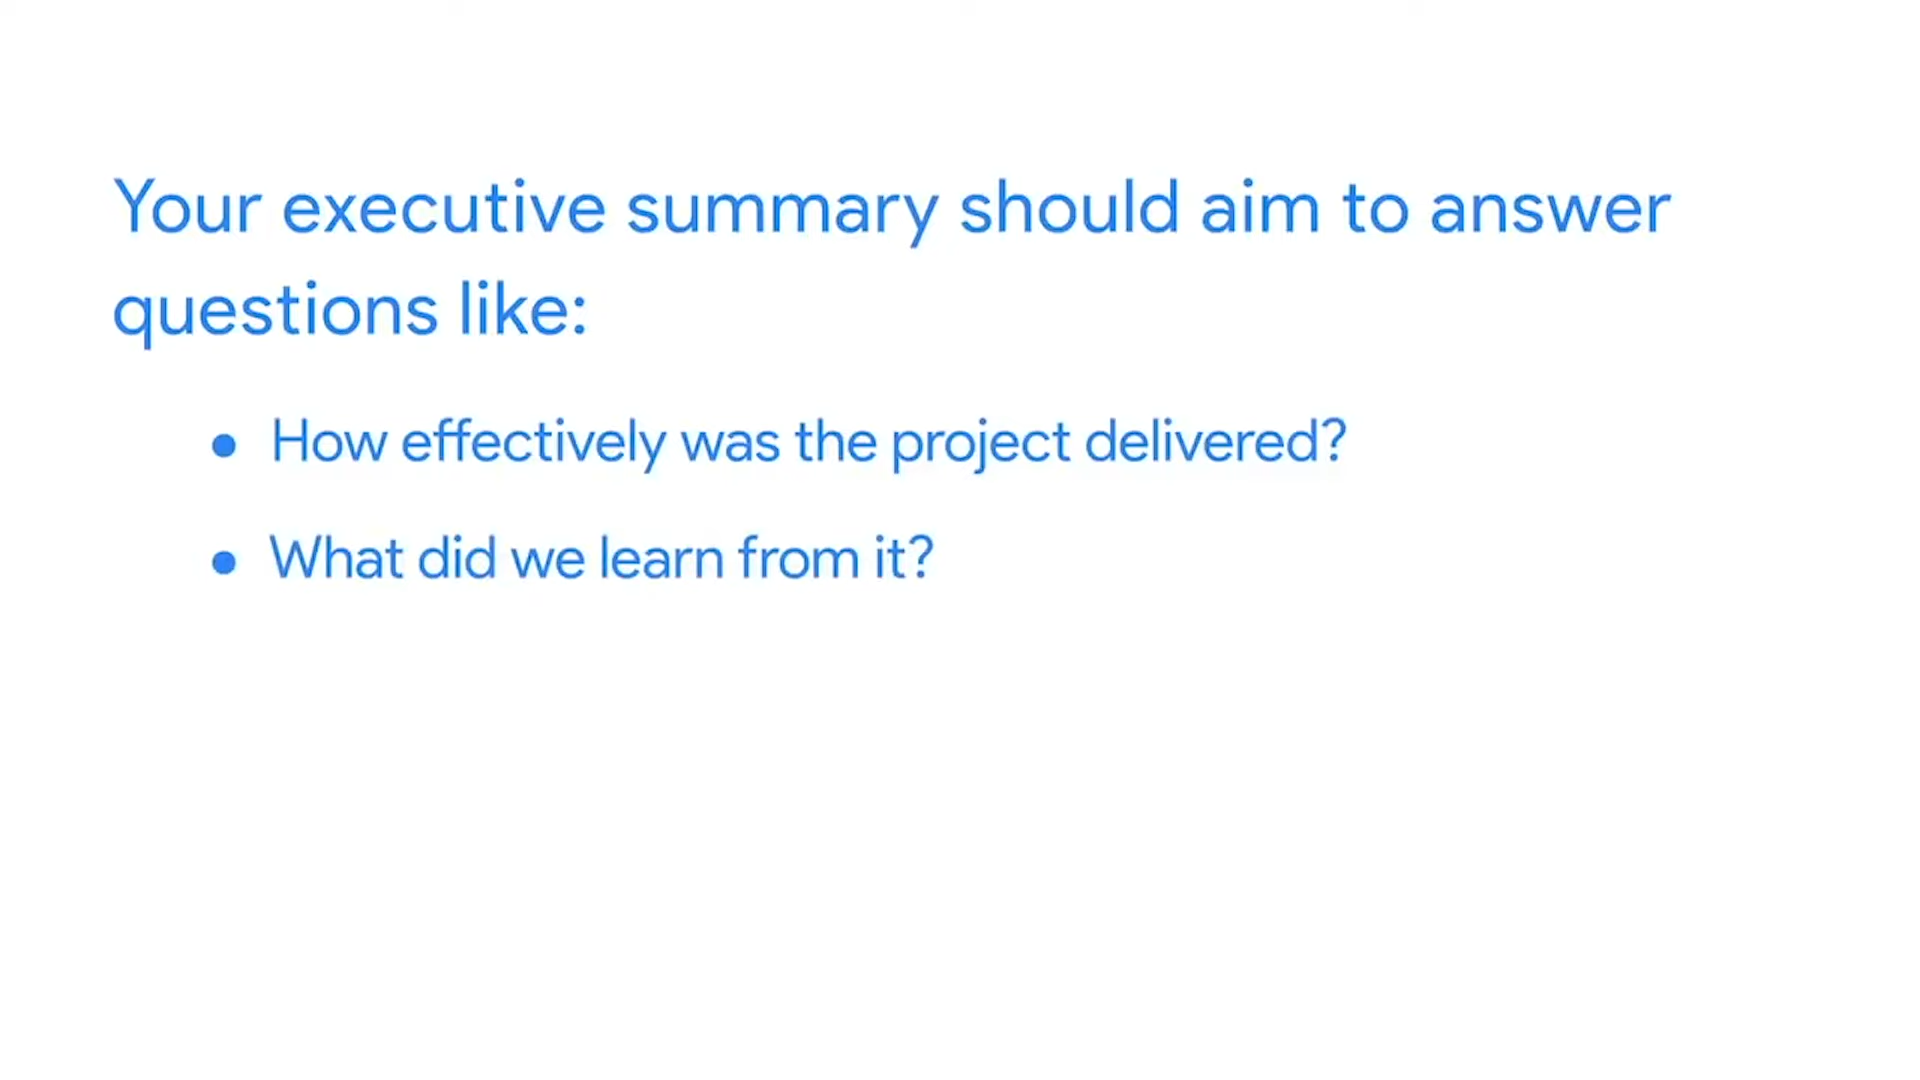 Your executive summary should aim to answer
questions like:
● How effectively was the project delivered?
● What did we learn from it?